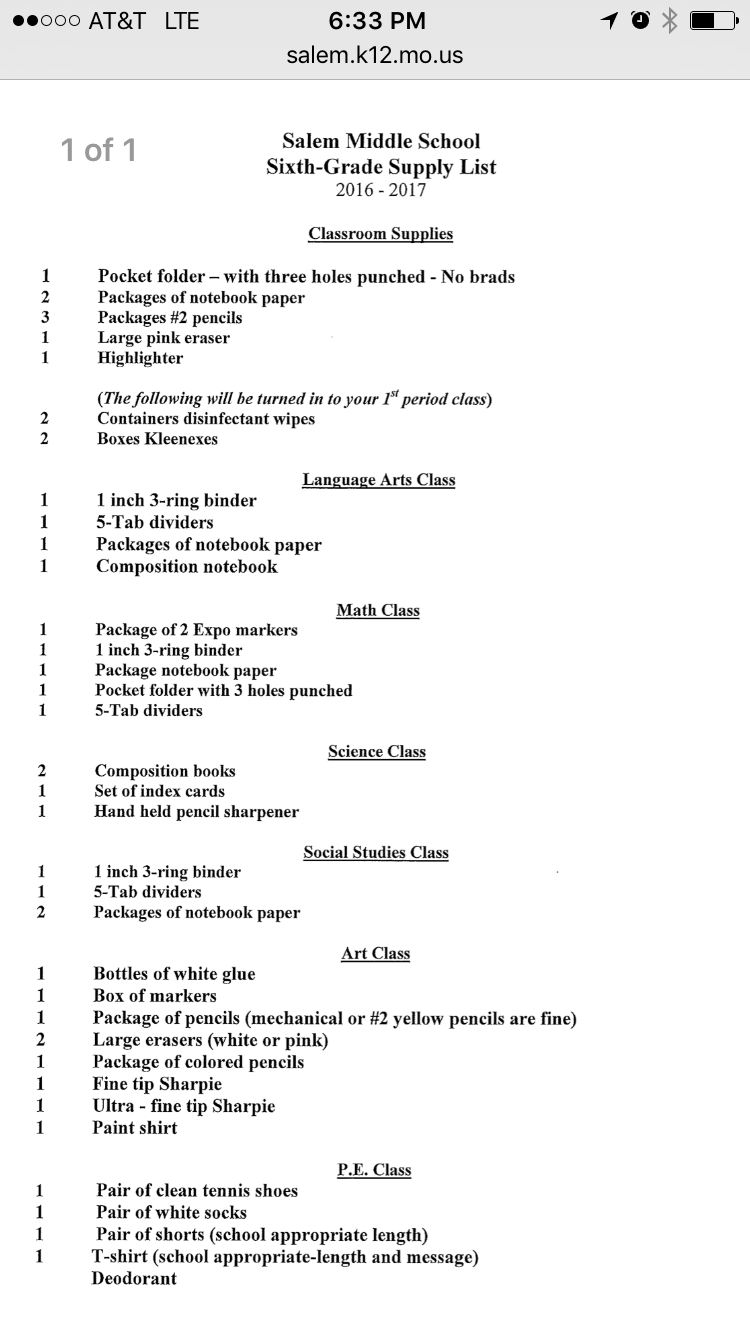 AT&T LTE 6:33 PM
salem.k12.mo.us
1 of 1
Salem Middle School
Sixth-Grade Supply List
2016 - 2017
Classroom Supplies
1 Pocket folder – with three holes punched - No brads
2 Packages of notebook paper
3 Packages #2 pencils
1 Large pink eraser
1 Highlighter
(The following will be turned in to your 1st period class)
2 Containers disinfectant wipes
2 Boxes Kleenexes
Language Arts Class
1 1 inch 3-ring binder
1 5-Tab dividers
1 Packages of notebook paper
1 Composition notebook
Math Class
1 Package of 2 Expo markers
1 1 inch 3-ring binder
1 Package notebook paper
1 Pocket folder with 3 holes punched
1 5-Tab dividers
Science Class
2 Composition books
1 Set of index cards
1 Hand held pencil sharpener
Social Studies Class
1 1 inch 3-ring binder
1 5-Tab dividers
2 Packages of notebook paper
Art Class
1 Bottles of white glue
1 Box of markers
1 Package of pencils (mechanical or #2 yellow pencils are fine)
2 Large erasers (white or pink)
1 Package of colored pencils
1 Fine tip Sharpie
1 Ultra - fine tip Sharpie
1 Paint shirt
P.E. Class
1 Pair of clean tennis shoes
1 Pair of white socks
1 Pair of shorts (school appropriate length)
1 T-shirt (school appropriate-length and message)
Deodorant